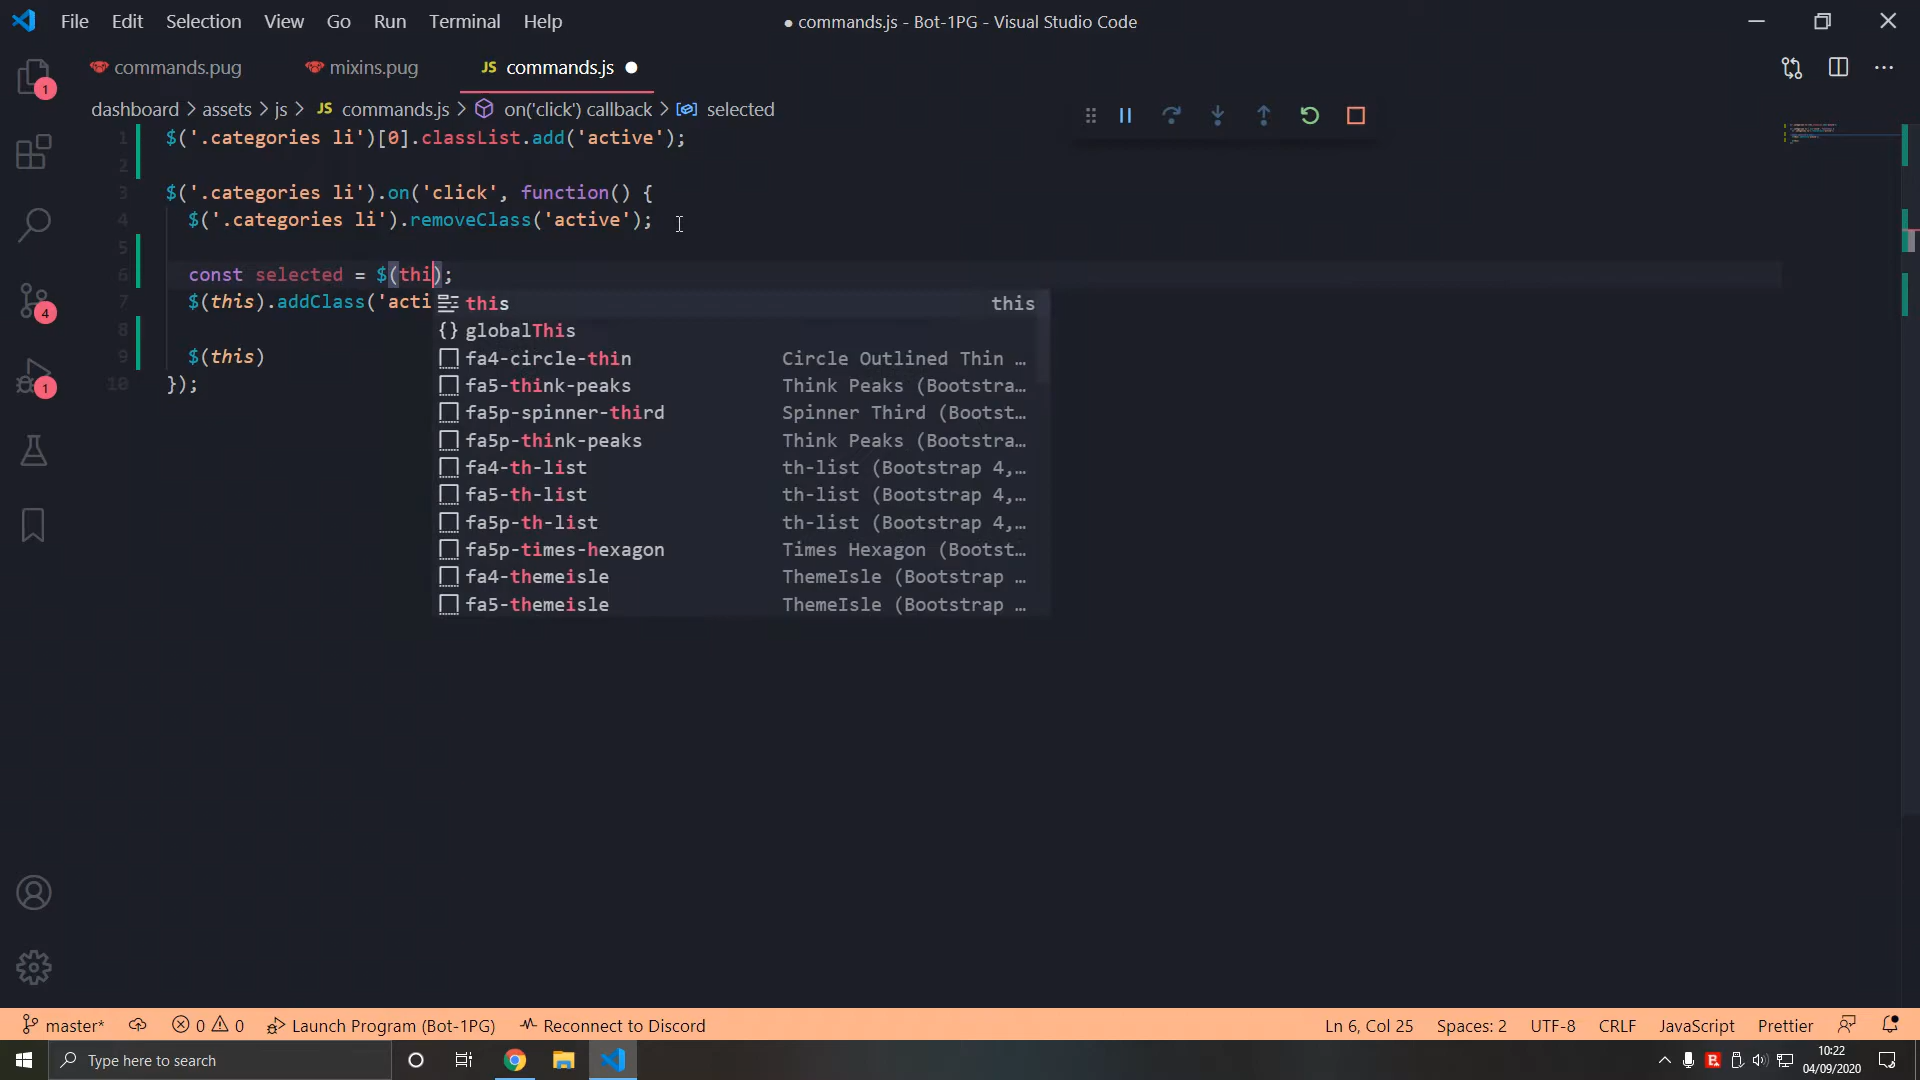 File Edit Selection View Go Run Terminal Help ● commands.js - Bot-1PG - Visual Studio Code
commands.pug mixins.pug JS commands.js ●
dashboard > assets > js > JS commands.js > on('click') callback > selected
1 $('.categories li')[0].classList.add('active');
2
3 $('.categories li').on('click', function() {
4 $('.categories li').removeClass('active');
5
6 const selected = $(thi);
7 $(this).addClass('acti
8
9 $(this)
10 });
this this
globalThis
fa4-circle-thin Circle Outlined Thin …
fa5-think-peaks Think Peaks (Bootstra…
fa5p-spinner-third Spinner Third (Bootst…
fa5p-think-peaks Think Peaks (Bootstra…
fa4-th-list th-list (Bootstrap 4,…
fa5-th-list th-list (Bootstrap 4,…
fa5p-th-list th-list (Bootstrap 4,…
fa5p-times-hexagon Times Hexagon (Bootst…
fa4-themeisle ThemeIsle (Bootstrap …
fa5-themeisle ThemeIsle (Bootstrap …
1
4
1
master* 0 0 Launch Program (Bot-1PG) Reconnect to Discord Ln 6, Col 25 Spaces: 2 UTF-8 CRLF JavaScript Prettier
Type here to search
10:22
04/09/2020